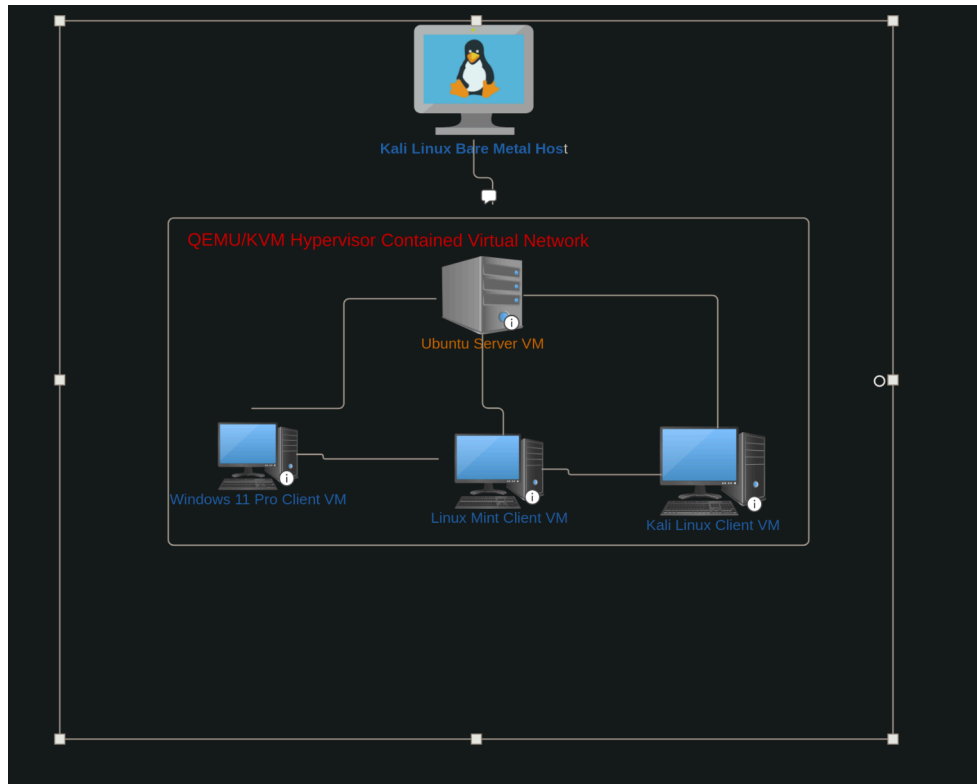 Kali Linux Bare Metal Host
QEMU/KVM Hypervisor Contained Virtual Network
Ubuntu Server VM
Windows 11 Pro Client VM
Linux Mint Client VM
Kali Linux Client VM